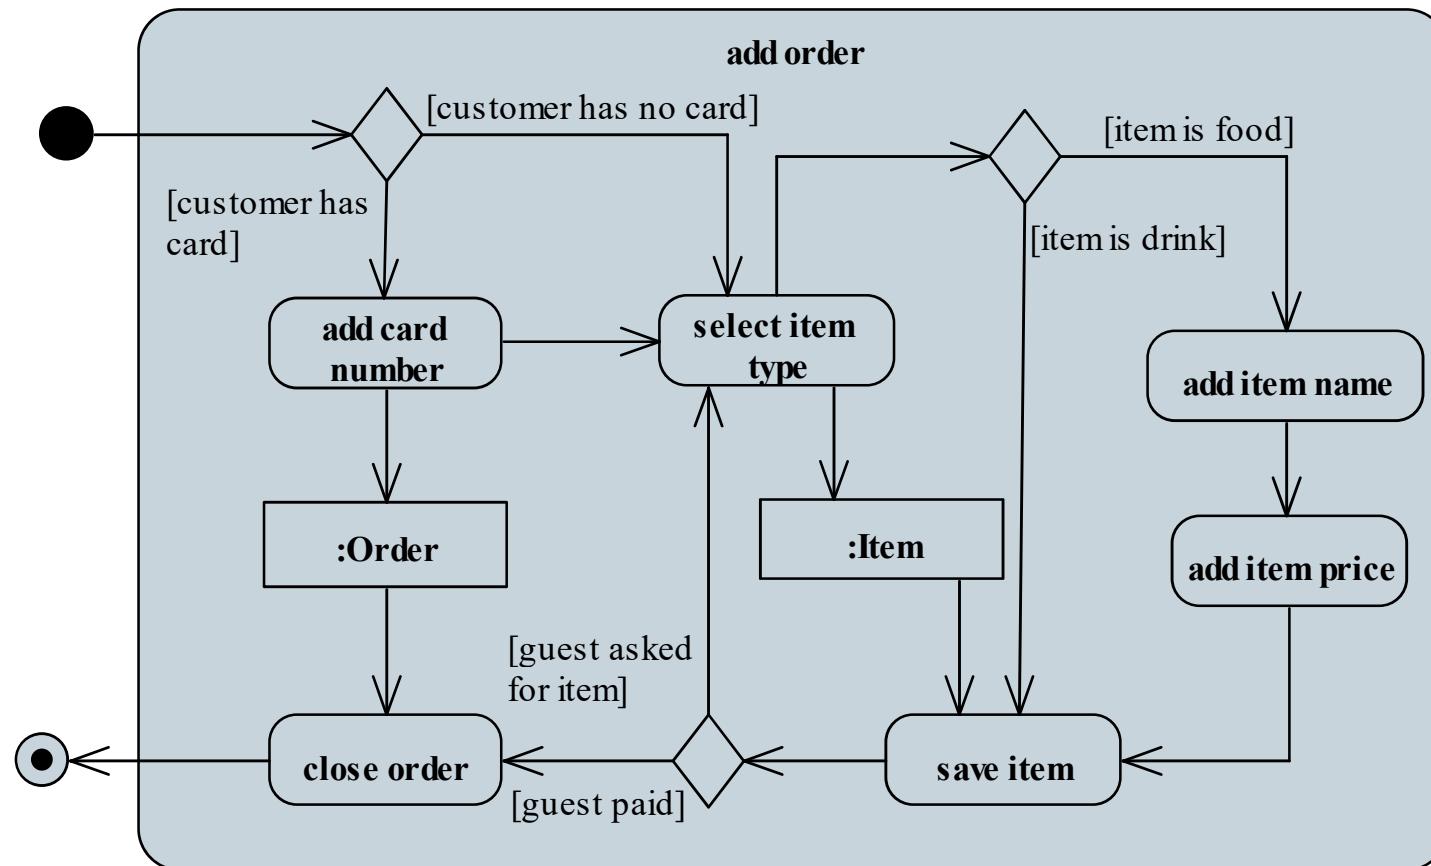 add order
[customer has no card]
[item is food]
[customer has
card]
[item is drink]
add card
number
select item
type
add item name
:Order
:Item
add item price
[guest asked
for item]
close order
save item
[guest paid]